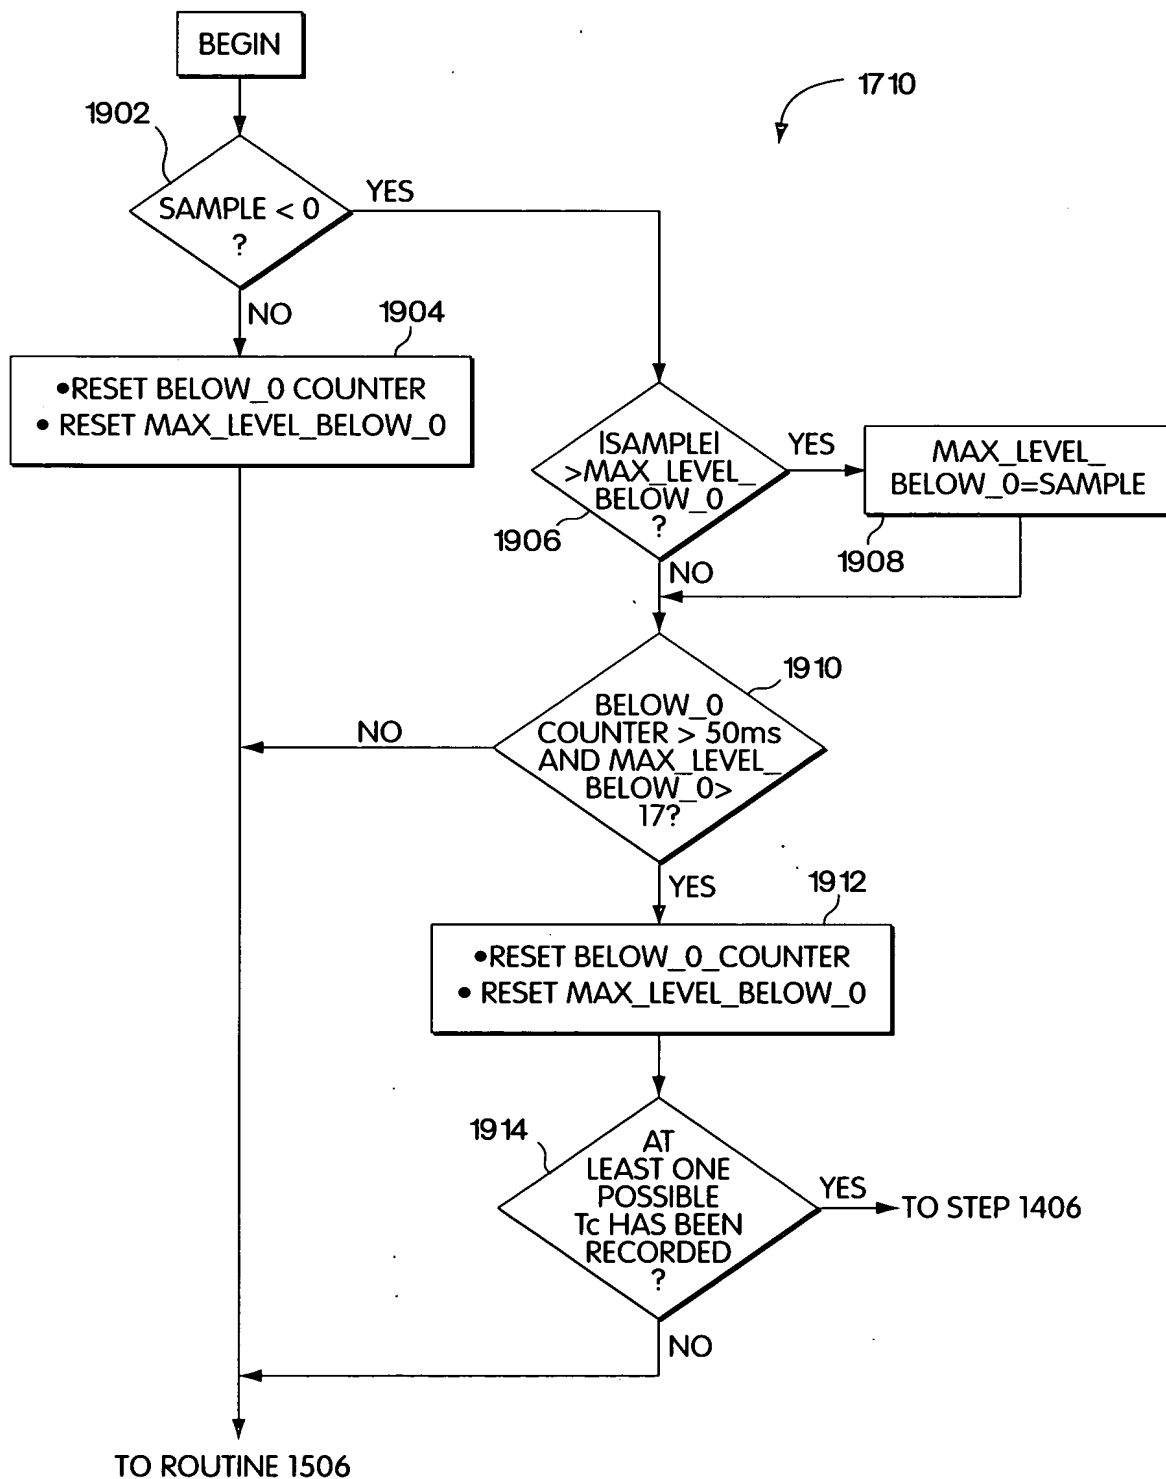 BEGIN
1710
1902
SAMPLE < 0
?
YES
NO
1904
•RESET BELOW_0 COUNTER
• RESET MAX_LEVEL_BELOW_0
|SAMPLE|
>MAX_LEVEL_
BELOW_0
?
1906
YES
MAX_LEVEL_
BELOW_0=SAMPLE
1908
NO
1910
BELOW_0
COUNTER > 50ms
AND MAX_LEVEL_
BELOW_0>
17?
NO
YES
1912
•RESET BELOW_0_COUNTER
• RESET MAX_LEVEL_BELOW_0
1914
AT
LEAST ONE
POSSIBLE
Tc HAS BEEN
RECORDED
?
YES
TO STEP 1406
NO
TO ROUTINE 1506